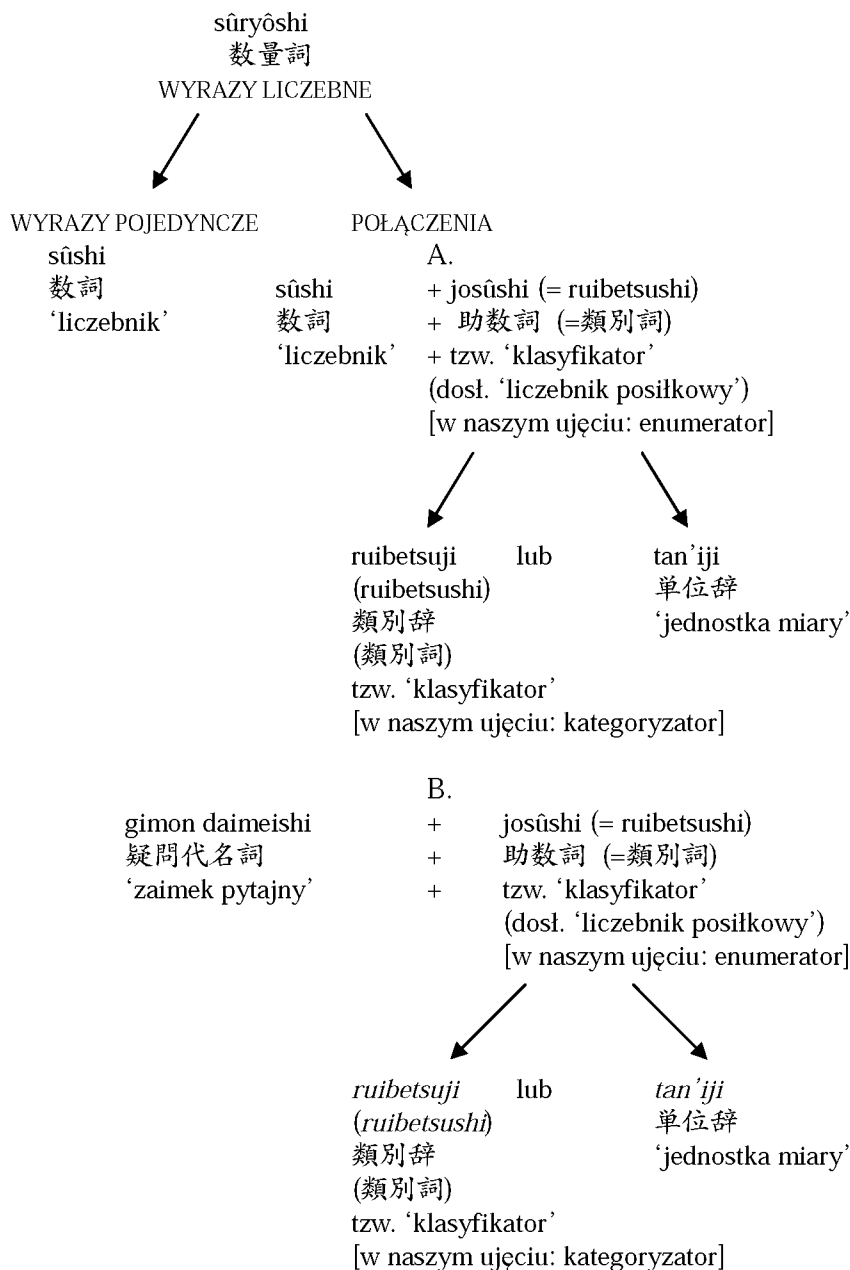 sûryôshi
数量詞
WYRAZY LICZEBNE
WYRAZY POJEDYNCZE POŁĄCZENIA
sûshi A.
数詞 sûshi + josûshi (= ruibetsushi)
‘liczebnik’ 数詞 + 助数詞 (=類別詞)
‘liczebnik’ + tzw. ‘klasyfikator’
(dosł. ‘liczebnik posiłkowy’)
[w naszym ujęciu: enumerator]
ruibetsuji lub tan’iji
(ruibetsushi) 単位辞
類別辞 ‘jednostka miary’
(類別詞)
tzw. ‘klasyfikator’
[w naszym ujęciu: kategoryzator]
B.
gimon daimeishi + josûshi (= ruibetsushi)
疑問代名詞 + 助数詞 (=類別詞)
‘zaimek pytajny’ + tzw. ‘klasyfikator’
(dosł. ‘liczebnik posiłkowy’)
[w naszym ujęciu: enumerator]
ruibetsuji lub tan’iji
(ruibetsushi) 単位辞
類別辞 ‘jednostka miary’
(類別詞)
tzw. ‘klasyfikator’
[w naszym ujęciu: kategoryzator]